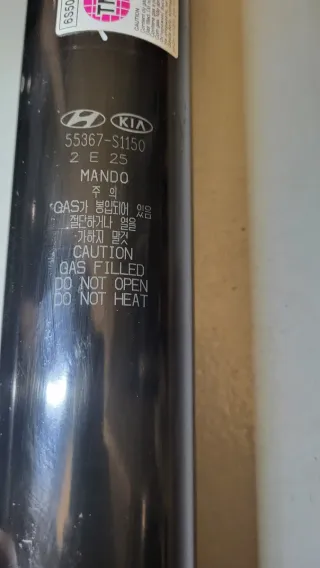 6S50
KIA
55367-S1150
2 E 25
MANDO
주 의
GAS가 봉입되어 있음
절단하거나 열을
가하지 말것
CAUTION
GAS FILLED
DO NOT OPEN
DO NOT HEAT